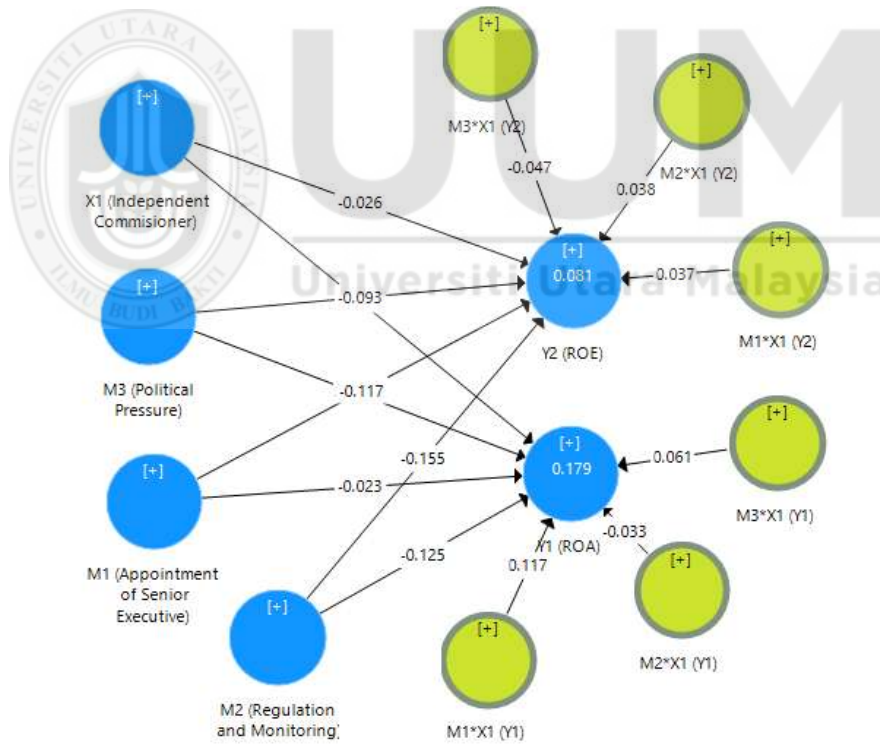 UNIVERSITI UTARA MALAYSIA
ILMU BUDI BAKTI
UUM
Universiti Utara Malaysia
[+]
X1 (Independent
Commisioner)
[+]
M3 (Political
Pressure)
[+]
M1 (Appointment
of Senior
Executive)
[+]
M2 (Regulation
and Monitoring)
-0.026
-0.093
-0.117
-0.155
-0.023
-0.125
[+]
M3*X1 (Y2)
-0.047
[+]
M2*X1 (Y2)
0.038
[+]
0.081
Y2 (ROE)
0.037
[+]
M1*X1 (Y2)
[+]
0.179
Y1 (ROA)
0.061
[+]
M3*X1 (Y1)
-0.033
[+]
M2*X1 (Y1)
0.117
[+]
M1*X1 (Y1)